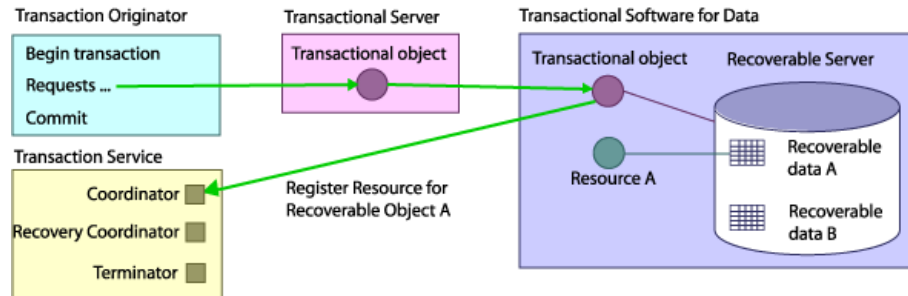 Transaction Originator
Begin transaction
Requests ...
Commit
Transactional Server
Transactional object
Transactional Software for Data
Transactional object
Recoverable Server
Recoverable
data A
Resource A
Recoverable
data B
Transaction Service
Coordinator
Recovery Coordinator
Terminator
Register Resource for
Recoverable Object A